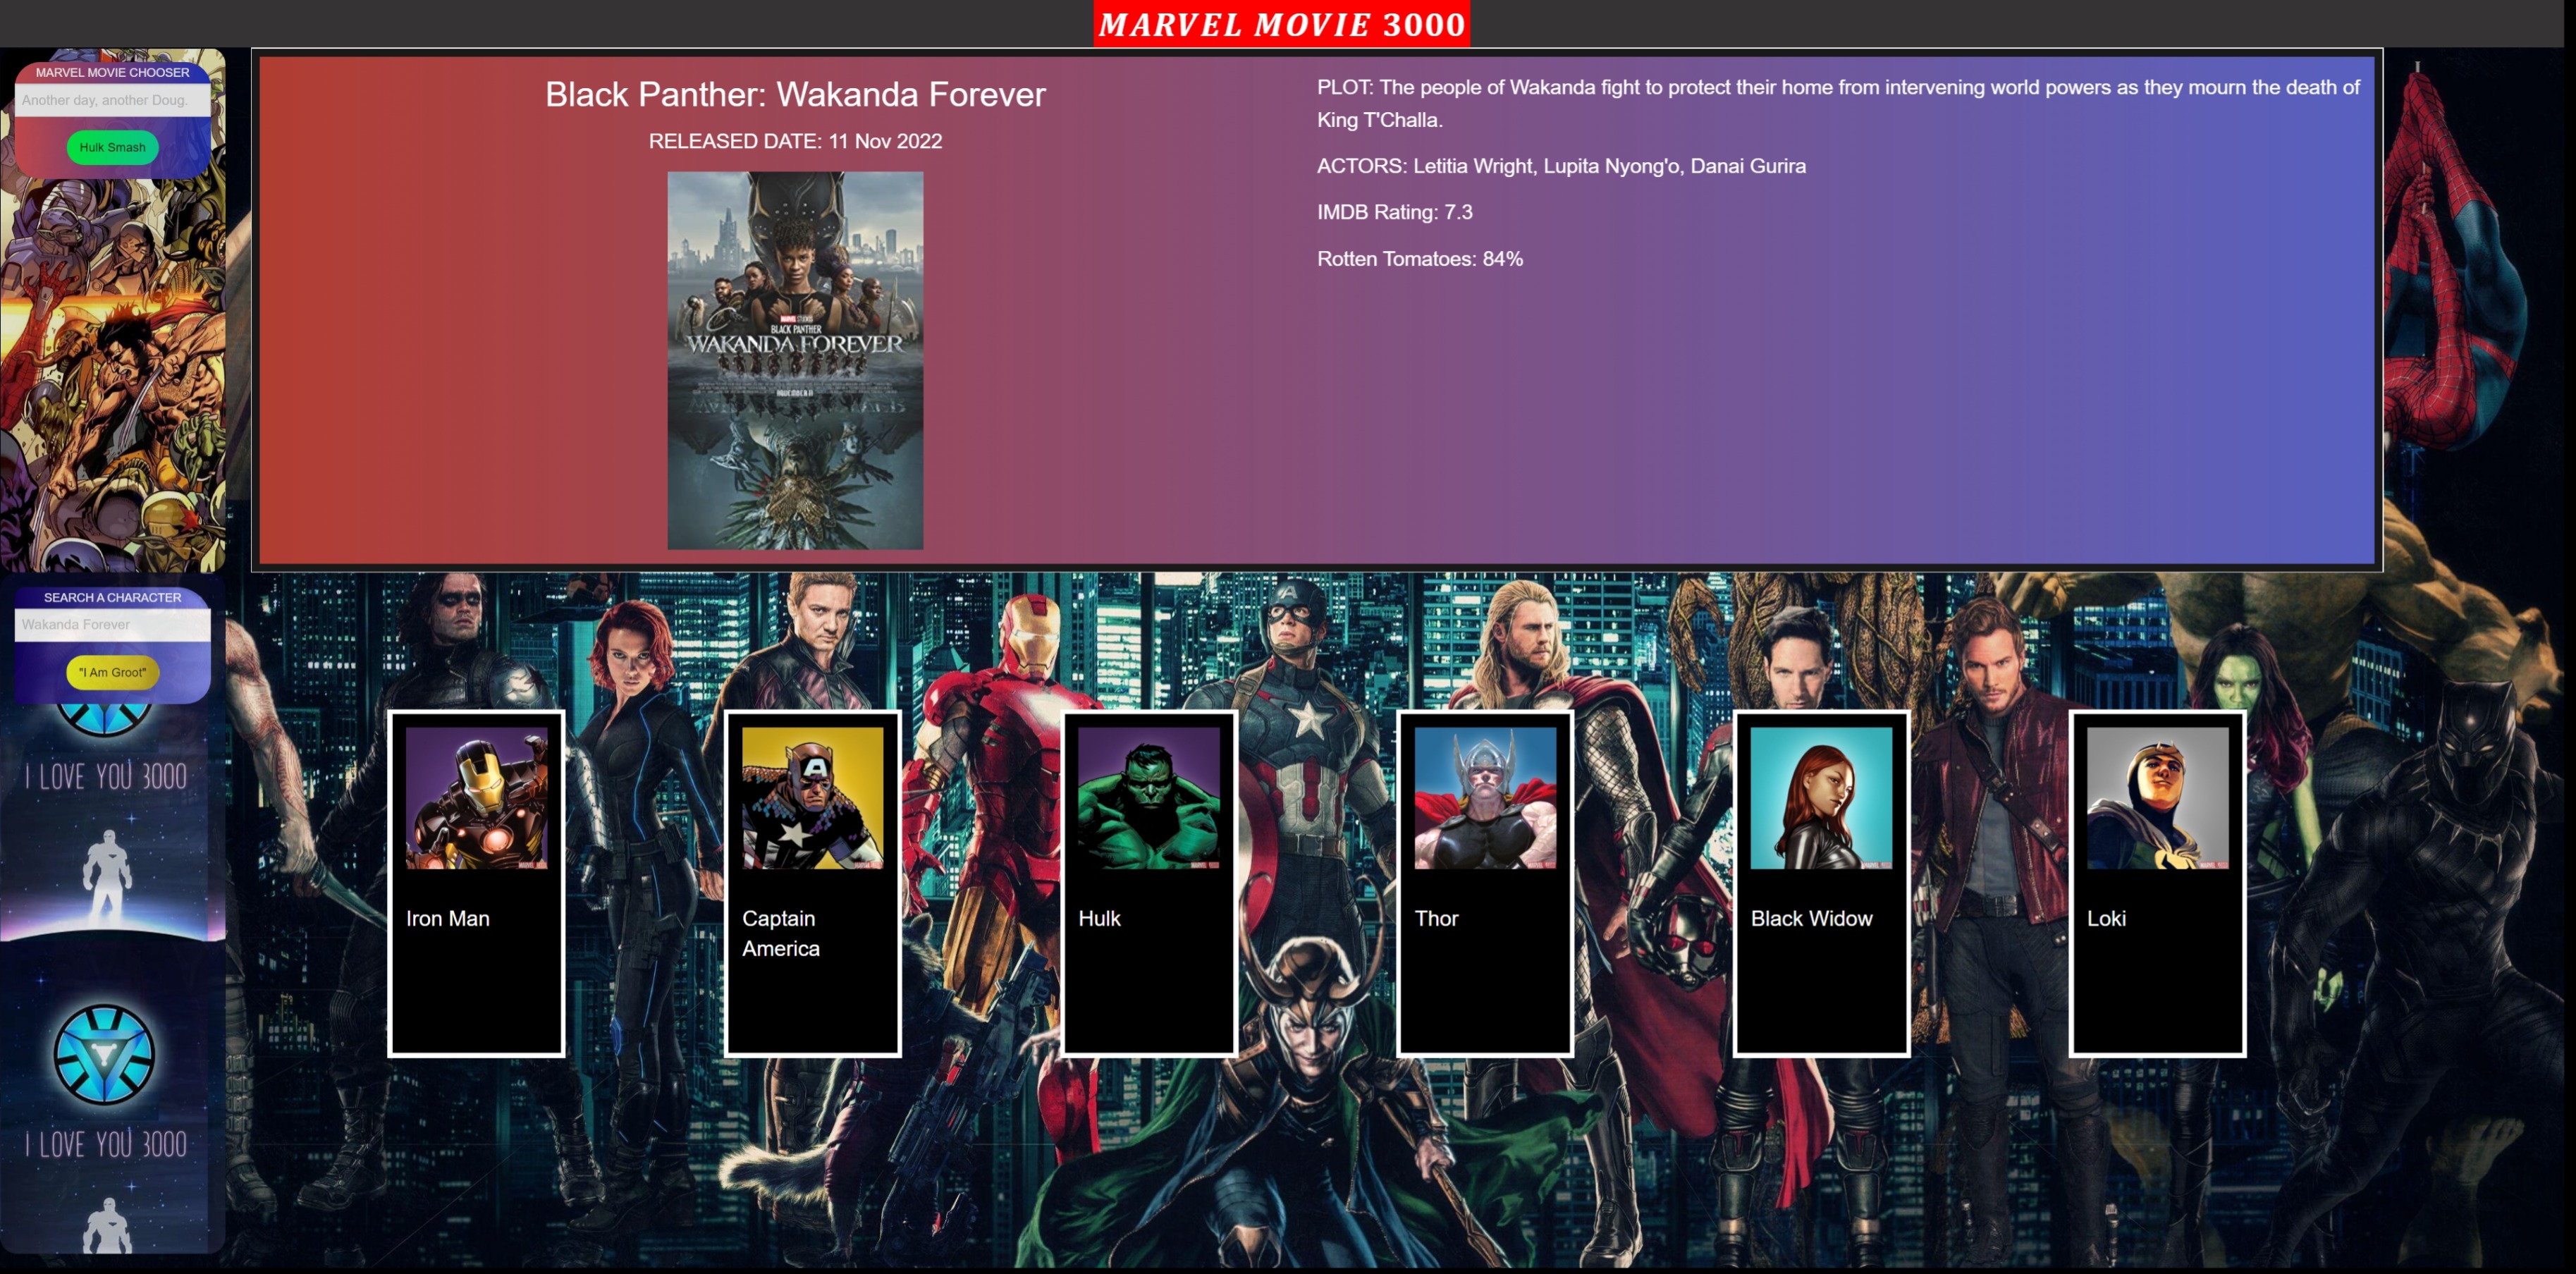 MARVEL MOVIE 3000
MARVEL MOVIE CHOOSER
Another day, another Doug.
Hulk Smash
Black Panther: Wakanda Forever
RELEASED DATE: 11 Nov 2022
MARVEL STUDIOS
BLACK PANTHER
WAKANDA FOREVER
PLOT: The people of Wakanda fight to protect their home from intervening world powers as they mourn the death of
King T'Challa.
ACTORS: Letitia Wright, Lupita Nyong'o, Danai Gurira
IMDB Rating: 7.3
Rotten Tomatoes: 84%
SEARCH A CHARACTER
Wakanda Forever
"I Am Groot"
I LOVE YOU 3000
I LOVE YOU 3000
A
Iron Man
A
Captain
America
Hulk
Thor
Black Widow
Loki